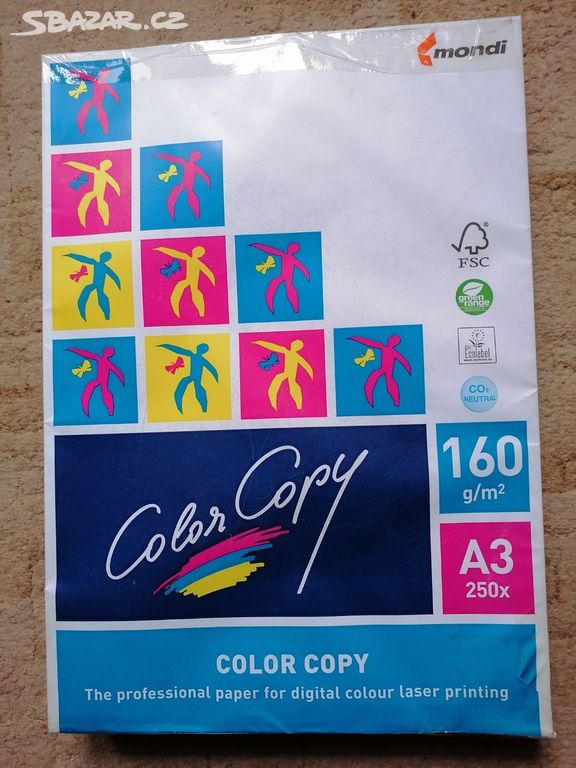 SBAZAR.CZ
mondi
FSC
green
range
EU
Ecolabel
CO₂
NEUTRAL
160
g/m²
Color Copy
A3
250x
COLOR COPY
The professional paper for digital colour laser printing